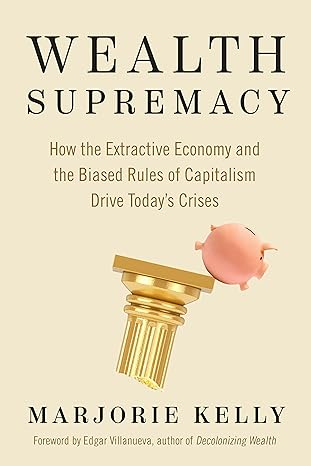 WEALTH
SUPREMACY
How the Extractive Economy and
the Biased Rules of Capitalism
Drive Today's Crises
MARJORIE KELLY
Foreword by Edgar Villanueva, author of Decolonizing Wealth